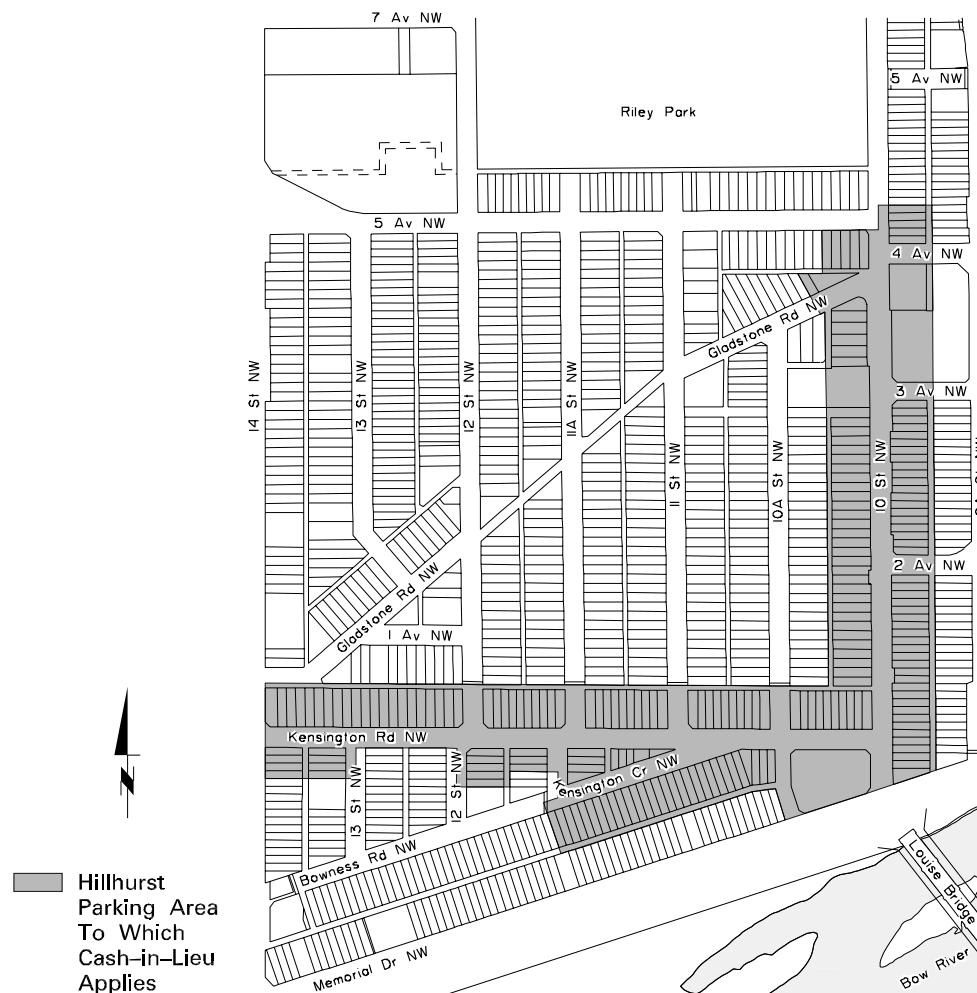 7 Av NW
5 Av NW
Riley Park
5 Av NW
4 Av NW
Gladstone Rd NW
14 St NW
13 St NW
12 St NW
11A St NW
3 Av NW
11 St NW
10A St NW
10 St NW
2 Av NW
Gladstone Rd NW
1 Av NW
Kensington Rd NW
13 St NW
12 St NW
Kensington Cr NW
Bowness Rd NW
Louise Bridge
Memorial Dr NW
Bow River
N
Hillhurst
Parking Area
To Which
Cash-in-Lieu
Applies